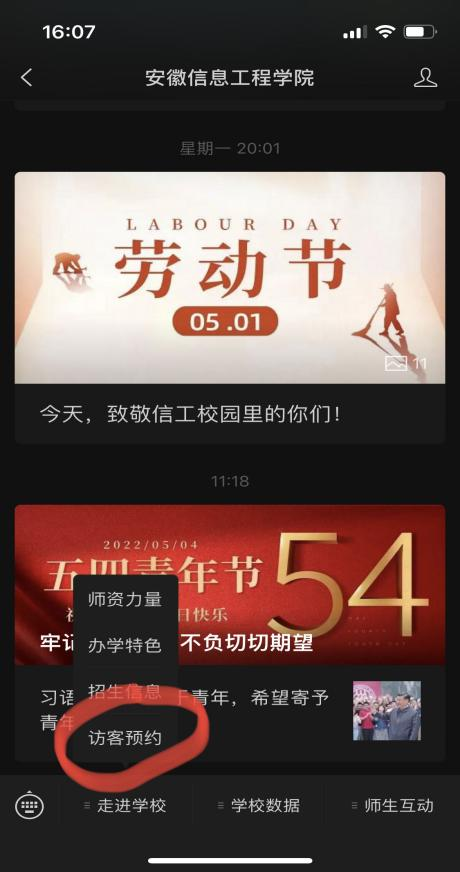 16:07
安徽信息工程学院
星期一 20:01
LABOUR DAY
劳动节
05.01
11
今天，致敬信工校园里的你们！
11:18
2022/05/04
五四青年节
54
日快乐
牢记
不负切切期望
师资力量
办学特色
招生信息
访客预约
青年，希望寄予
青年
走进学校
学校数据
师生互动